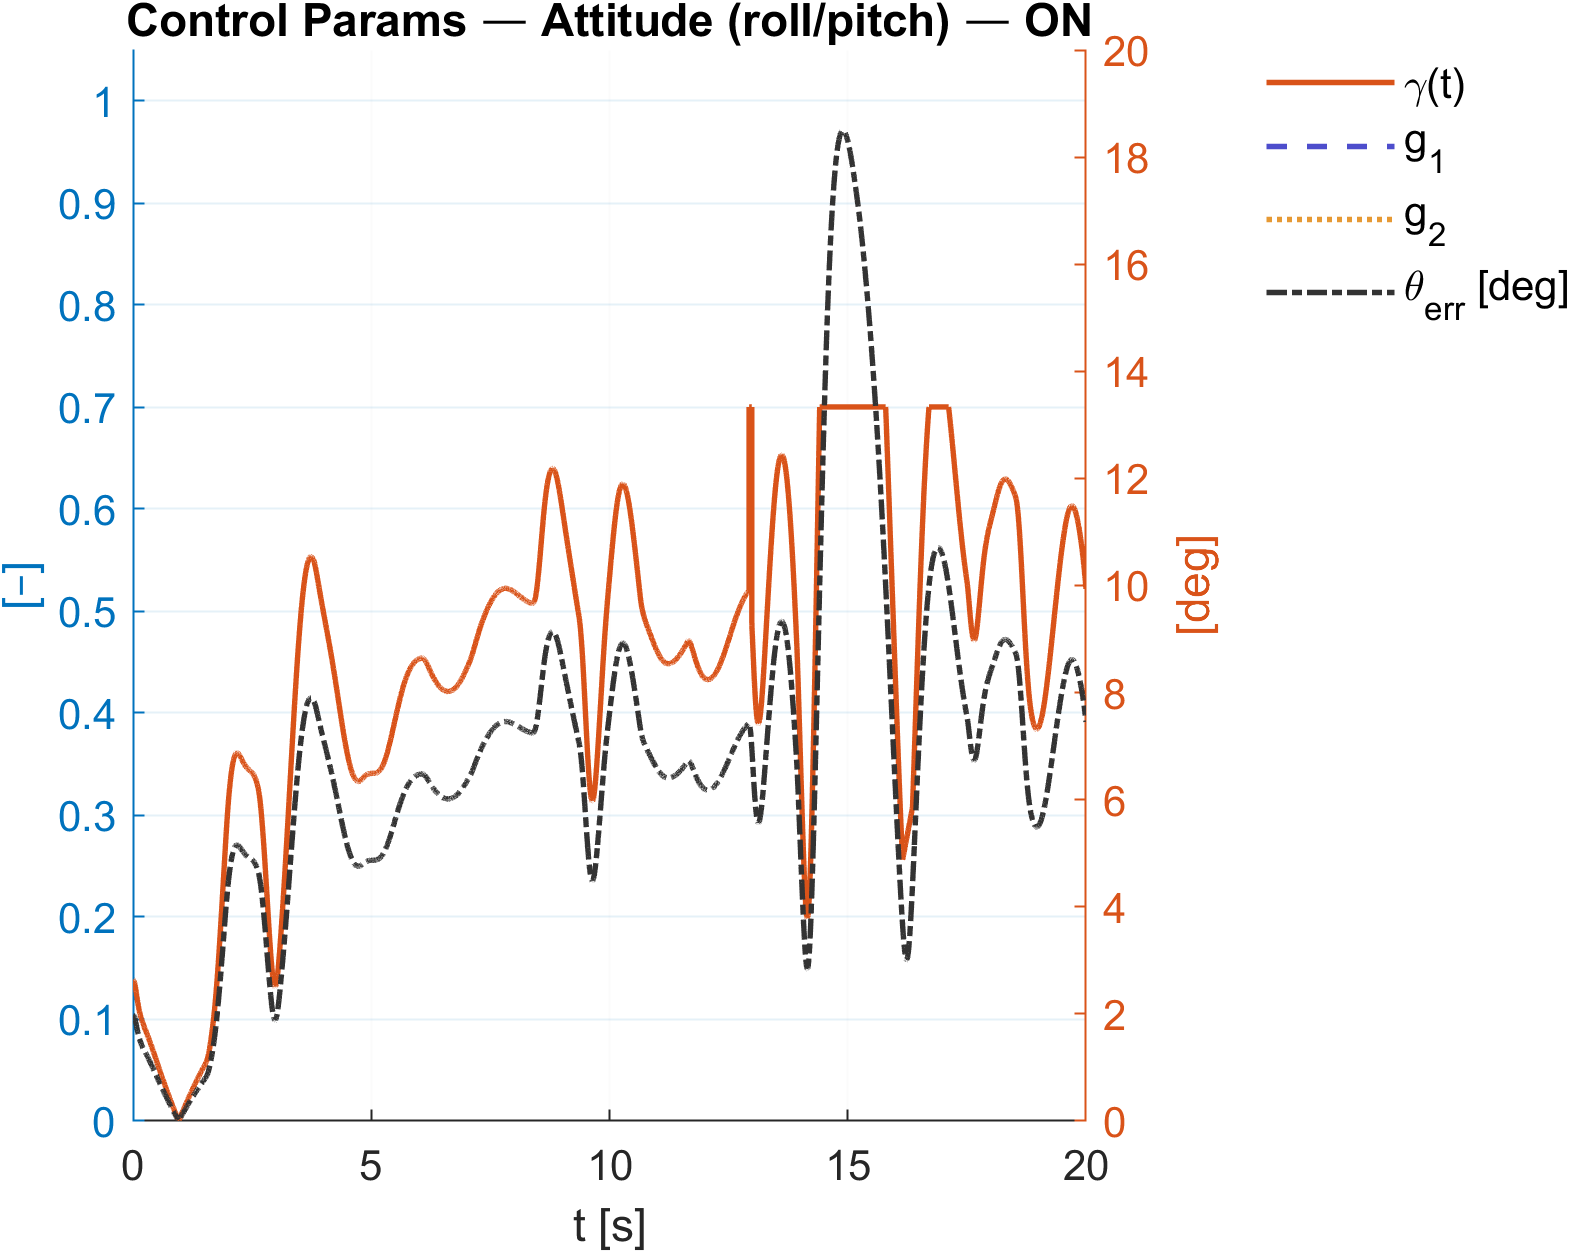 Control Params — Attitude (roll/pitch) — ON
1
0.9
0.8
0.7
0.6
0.5
0.4
0.3
0.2
0.1
0
[−]
20
18
16
14
12
10
8
6
4
2
0
[deg]
0 5 10 15 20
t [s]
γ(t)
g1
g2
θerr [deg]